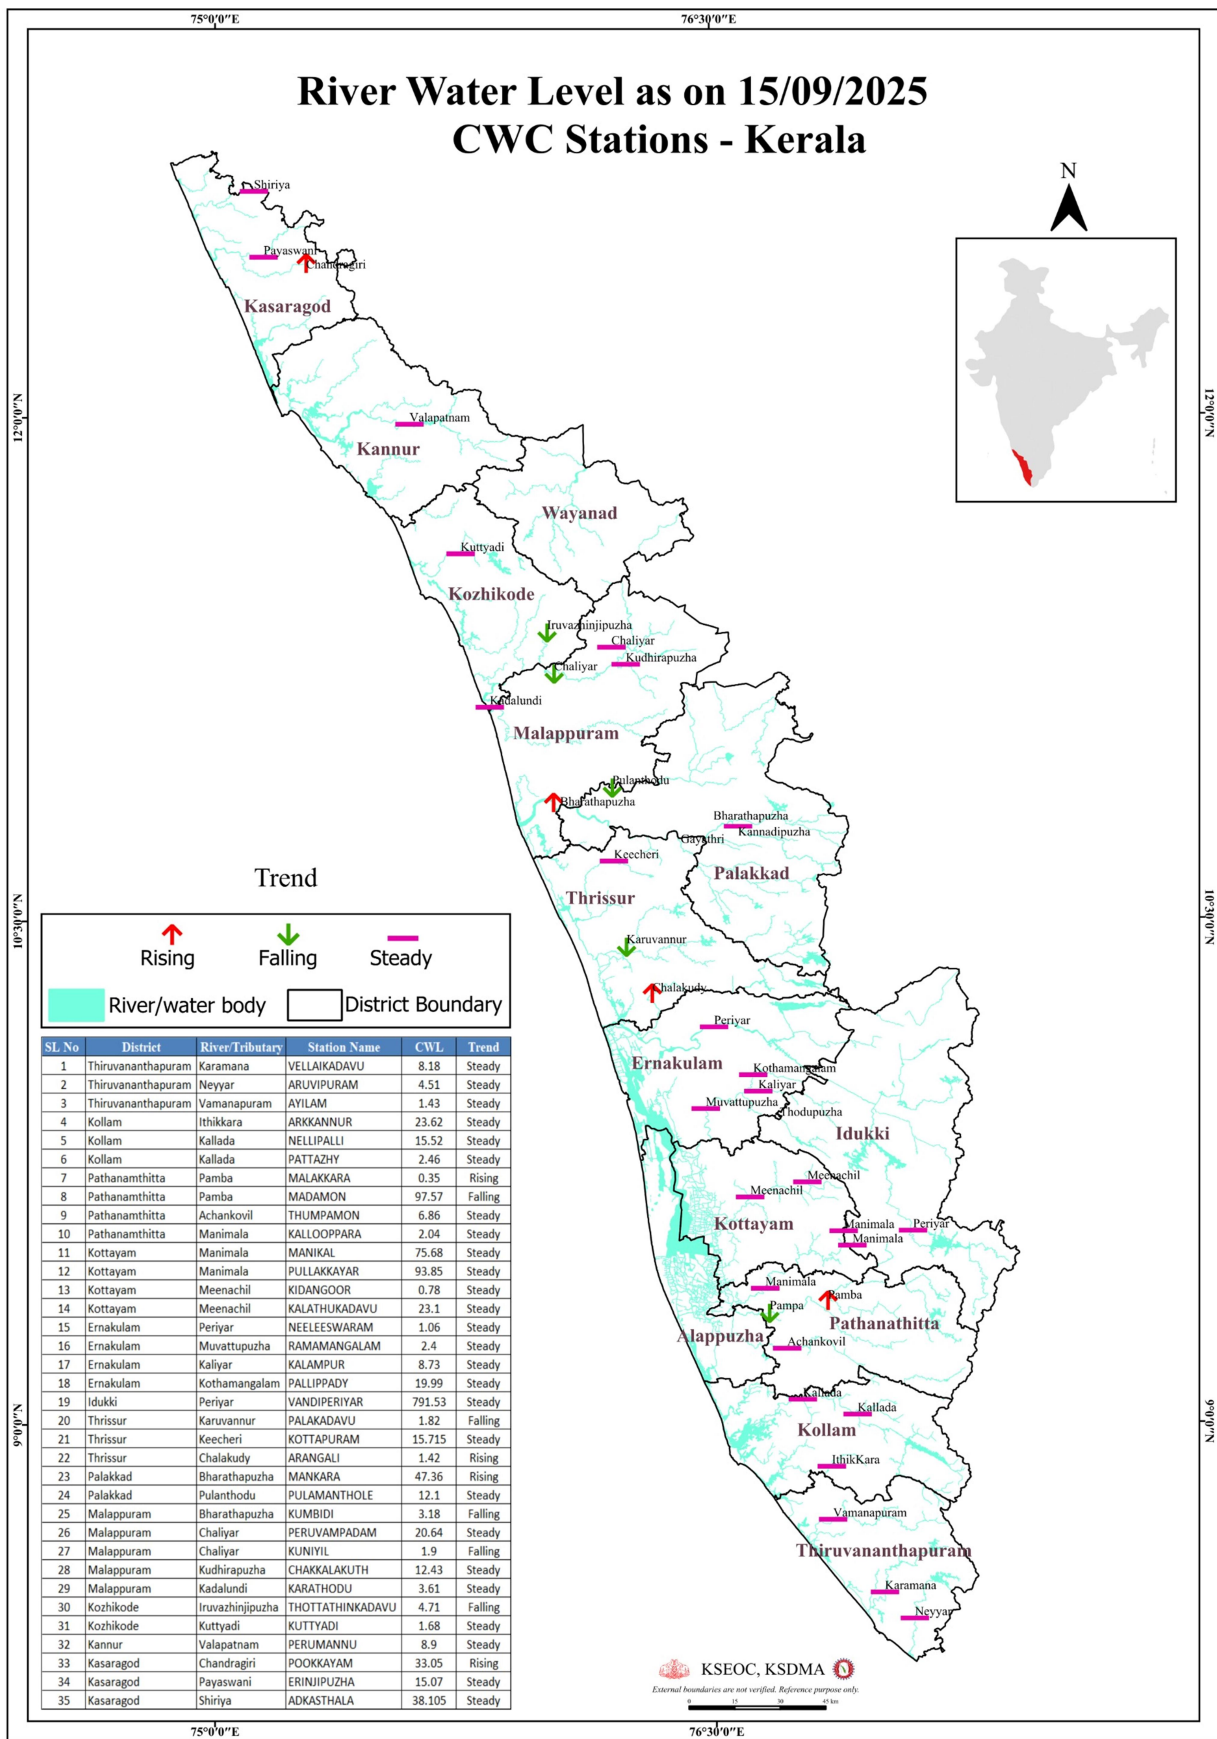 75°0'0"E
76°30'0"E
River Water Level as on 15/09/2025
CWC Stations - Kerala
N
Shiriya
Payaswani
Chandragiri
Kasaragod
12°0'0"N
12°0'0"N
Valapatnam
Kannur
Wayanad
Kuttyadi
Kozhikode
Iruvazhinjipuzha
Chaliyar
Kudhirapuzha
Chaliyar
Kadalundi
Malappuram
Pulanthodu
Bharathapuzha
Bharathapuzha
Kannadipuzha
Gayathri
Keecheri
Palakkad
Thrissur
10°30'0"N
10°30'0"N
Karuvannur
Chalakudy
Periyar
Ernakulam
Kothamangalam
Kaliyar
Muvattupuzha
Thodupuzha
Idukki
Meenachil
Meenachil
Kottayam
Manimala
Periyar
Manimala
Manimala
Pamba
Pampa
Pathanathitta
Alappuzha
Achankovil
Kallada
Kallada
9°0'0"N
9°0'0"N
Kollam
IthikKara
Vamanapuram
Thiruvananthapuram
Karamana
Neyyar
Trend
Rising Falling Steady
River/water body District Boundary
SL No District River/Tributary Station Name CWL Trend
1 Thiruvananthapuram Karamana VELLAIKADAVU 8.18 Steady
2 Thiruvananthapuram Neyyar ARUVIPURAM 4.51 Steady
3 Thiruvananthapuram Vamanapuram AYILAM 1.43 Steady
4 Kollam Ithikkara ARKKANNUR 23.62 Steady
5 Kollam Kallada NELLIPALLI 15.52 Steady
6 Kollam Kallada PATTAZHY 2.46 Steady
7 Pathanamthitta Pamba MALAKKARA 0.35 Rising
8 Pathanamthitta Pamba MADAMON 97.57 Falling
9 Pathanamthitta Achankovil THUMPAMON 6.86 Steady
10 Pathanamthitta Manimala KALLOOPPARA 2.04 Steady
11 Kottayam Manimala MANIKAL 75.68 Steady
12 Kottayam Manimala PULLAKKAYAR 93.85 Steady
13 Kottayam Meenachil KIDANGOOR 0.78 Steady
14 Kottayam Meenachil KALATHUKADAVU 23.1 Steady
15 Ernakulam Periyar NEELEESWARAM 1.06 Steady
16 Ernakulam Muvattupuzha RAMAMANGALAM 2.4 Steady
17 Ernakulam Kaliyar KALAMPUR 8.73 Steady
18 Ernakulam Kothamangalam PALLIPPADY 19.99 Steady
19 Idukki Periyar VANDIPERIYAR 791.53 Steady
20 Thrissur Karuvannur PALAKADAVU 1.82 Falling
21 Thrissur Keecheri KOTTAPURAM 15.715 Steady
22 Thrissur Chalakudy ARANGALI 1.42 Rising
23 Palakkad Bharathapuzha MANKARA 47.36 Rising
24 Palakkad Pulanthodu PULAMANTHOLE 12.1 Steady
25 Malappuram Bharathapuzha KUMBIDI 3.18 Falling
26 Malappuram Chaliyar PERUVAMPADAM 20.64 Steady
27 Malappuram Chaliyar KUNIYIL 1.9 Falling
28 Malappuram Kudhirapuzha CHAKKALAKUTH 12.43 Steady
29 Malappuram Kadalundi KARATHODU 3.61 Steady
30 Kozhikode Iruvazhinjipuzha THOTTATHINKADAVU 4.71 Falling
31 Kozhikode Kuttyadi KUTTYADI 1.68 Steady
32 Kannur Valapatnam PERUMANNU 8.9 Steady
33 Kasaragod Chandragiri POOKKAYAM 33.05 Rising
34 Kasaragod Payaswani ERINJIPUZHA 15.07 Steady
35 Kasaragod Shiriya ADKASTHALA 38.105 Steady
KSEOC, KSDMA
External boundaries are not verified. Reference purpose only.
0 15 30 45 km
75°0'0"E
76°30'0"E